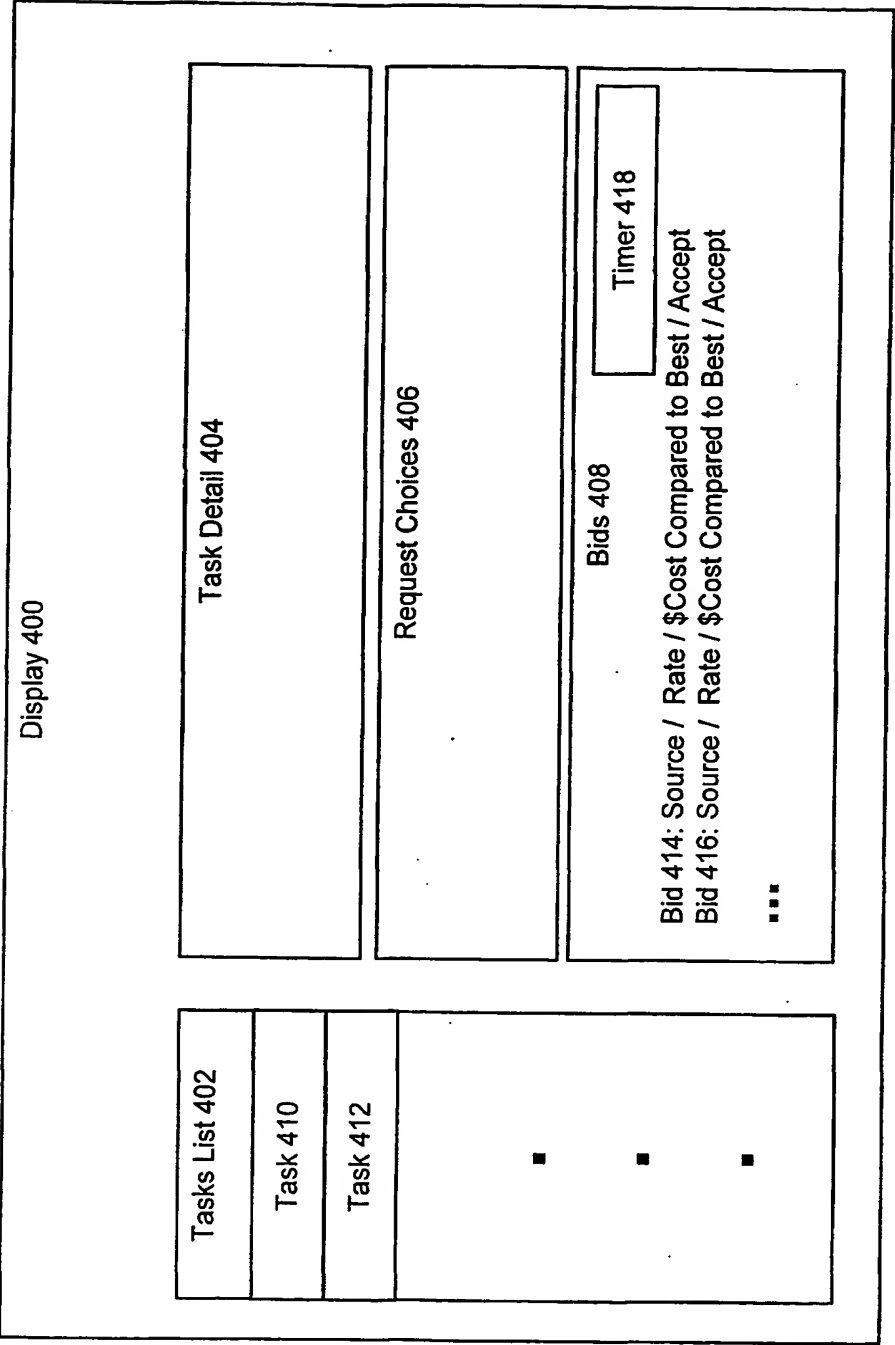 Display 400
Tasks List 402
Task 410
Task 412
Task Detail 404
Request Choices 406
Bids 408
Timer 418
Bid 414: Source / Rate / $Cost Compared to Best / Accept
Bid 416: Source / Rate / $Cost Compared to Best / Accept